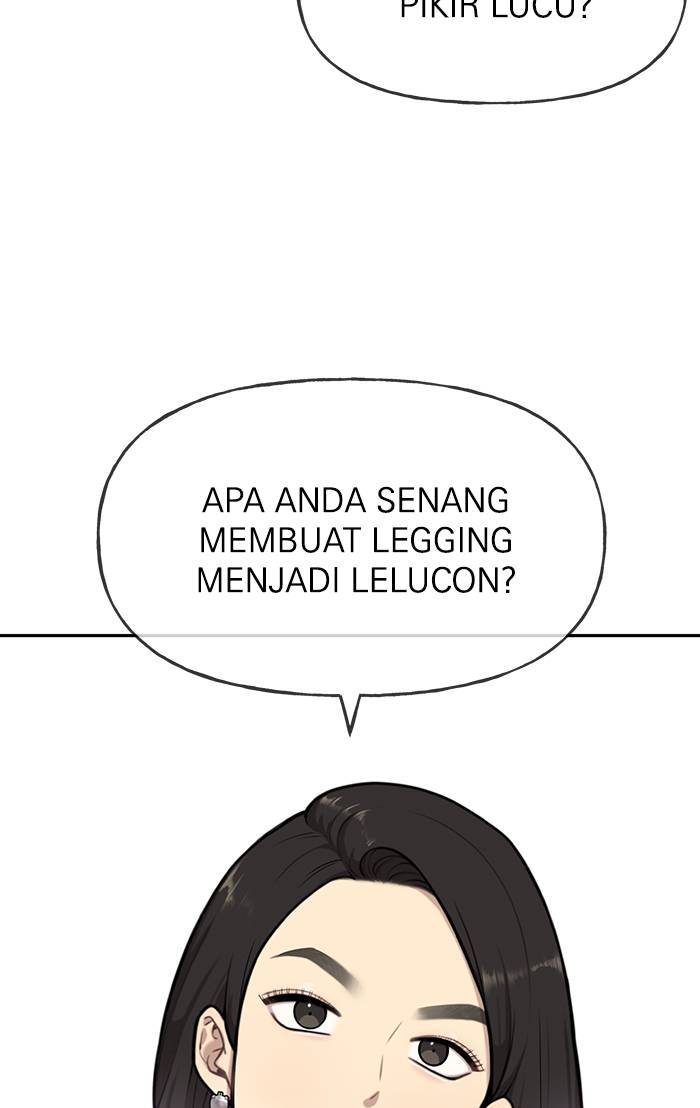 PIKIR LUCU?
APA ANDA SENANG
MEMBUAT LEGGING
MENJADI LELUCON?